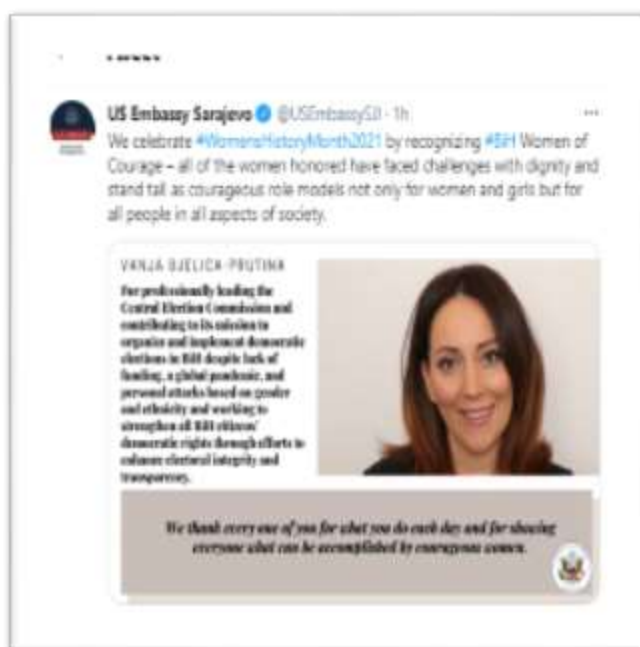 US Embassy Sarajevo @USEmbassySJJ · 1h
We celebrate #WomensHistoryMonth2021 by recognizing #BiH Women of
Courage – all of the women honored have faced challenges with dignity and
stand tall as courageous role models not only for women and girls but for
all people in all aspects of society.
VANJA BJELICA-PRUTINA
For professionally leading the
Central Election Commission and
contributing to its mission to
organize and implement democratic
elections in BiH despite lack of
funding, a global pandemic, and
personal attacks based on gender
and ethnicity and working to
strengthen all BiH citizens'
democratic rights through efforts to
enhance electoral integrity and
transparency.
We thank every one of you for what you do each day and for showing
everyone what can be accomplished by courageous women.